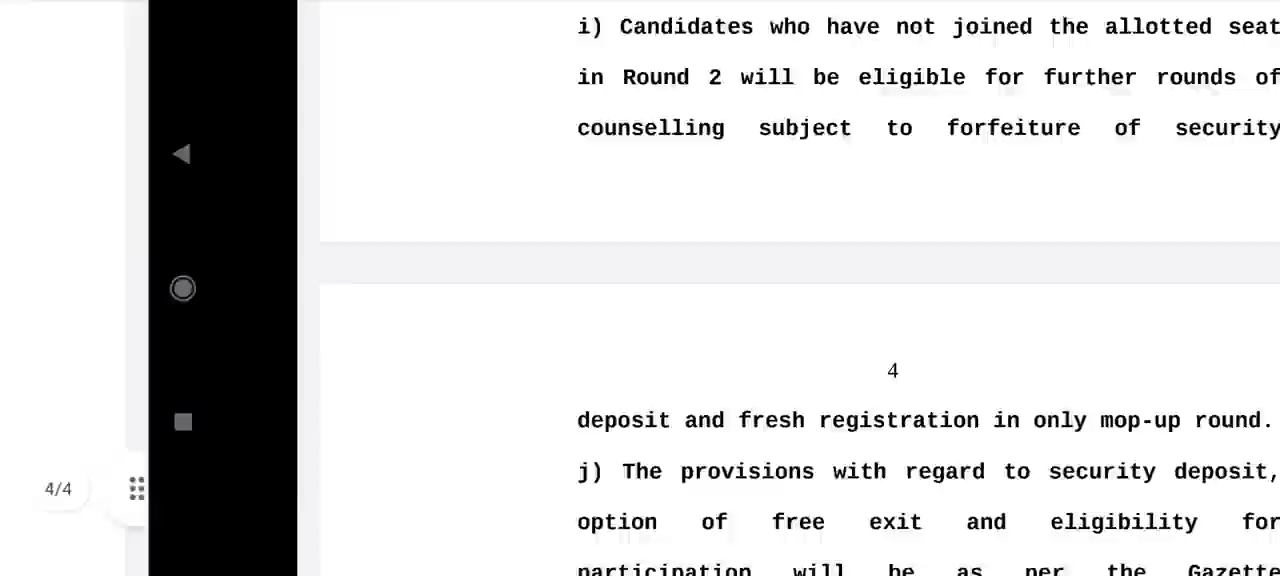 i) Candidates who have not joined the allotted seat
in Round 2 will be eligible for further rounds of
counselling subject to forfeiture of security
4
deposit and fresh registration in only mop-up round.
j) The provisions with regard to security deposit,
option of free exit and eligibility for
participation will be as per the Gazette
4/4